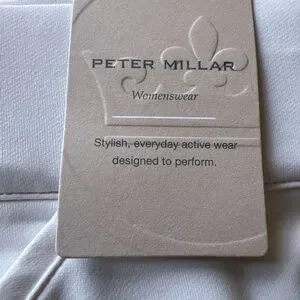 PETER MILLAR
Womenswear
Stylish, everyday active wear
designed to perform.